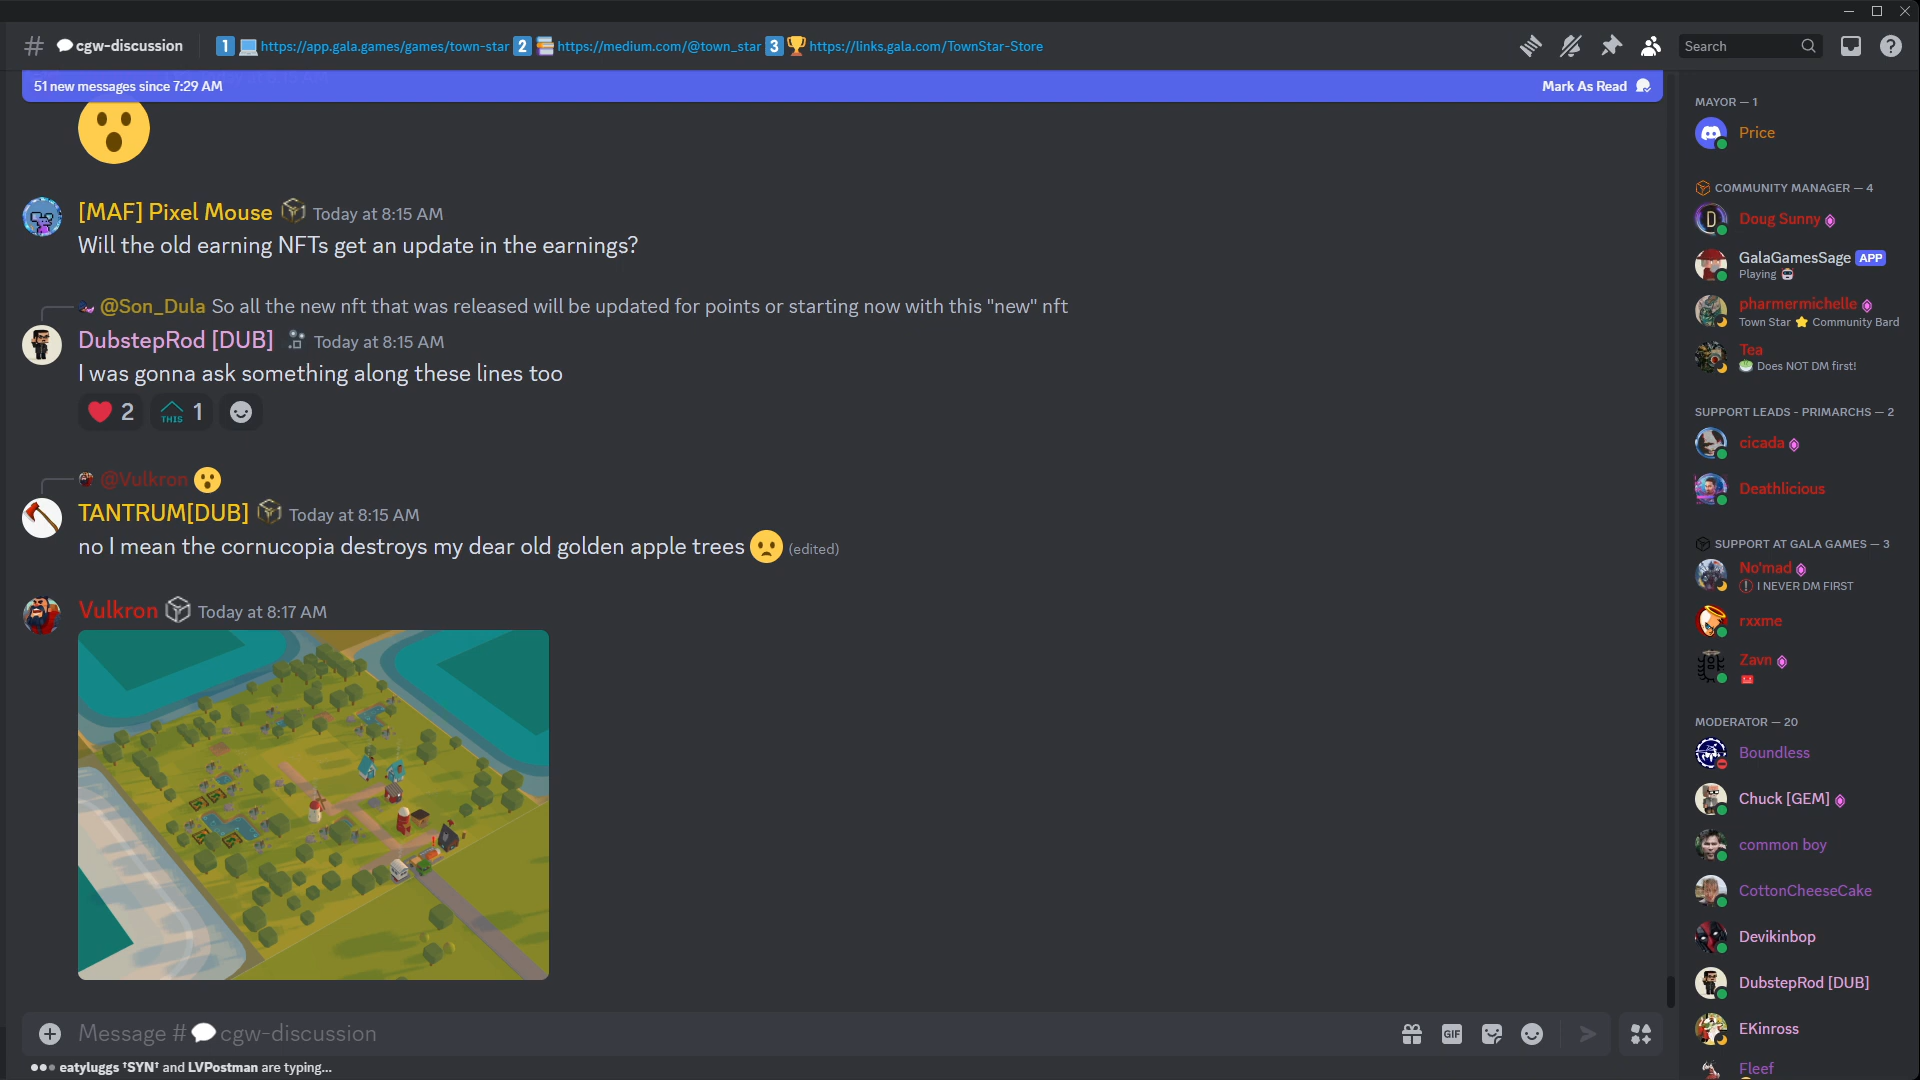 cgw-discussion
1 https://app.gala.games/games/town-star 2 https://medium.com/@town_star 3 https://links.gala.com/TownStar-Store
Search
51 new messages since 7:29 AM
Mark As Read
[MAF] Pixel Mouse Today at 8:15 AM
Will the old earning NFTs get an update in the earnings?
@Son_Dula So all the new nft that was released will be updated for points or starting now with this "new" nft
DubstepRod [DUB] Today at 8:15 AM
I was gonna ask something along these lines too
2 THIS 1
@Vulkron
TANTRUM[DUB] Today at 8:15 AM
no I mean the cornucopia destroys my dear old golden apple trees (edited)
Vulkron Today at 8:17 AM
Message # cgw-discussion
GIF
eatyluggs †SYN† and LVPostman are typing...
MAYOR — 1
Price
COMMUNITY MANAGER — 4
Doug Sunny
GalaGamesSage APP
Playing
pharmermichelle
Town Star Community Bard
Tea
Does NOT DM first!
SUPPORT LEADS - PRIMARCHS — 2
cicada
Deathlicious
SUPPORT AT GALA GAMES — 3
No'mad
I NEVER DM FIRST
rxxme
Zavn
MODERATOR — 20
Boundless
Chuck [GEM]
common boy
CottonCheeseCake
Devikinbop
DubstepRod [DUB]
EKinross
Fleef